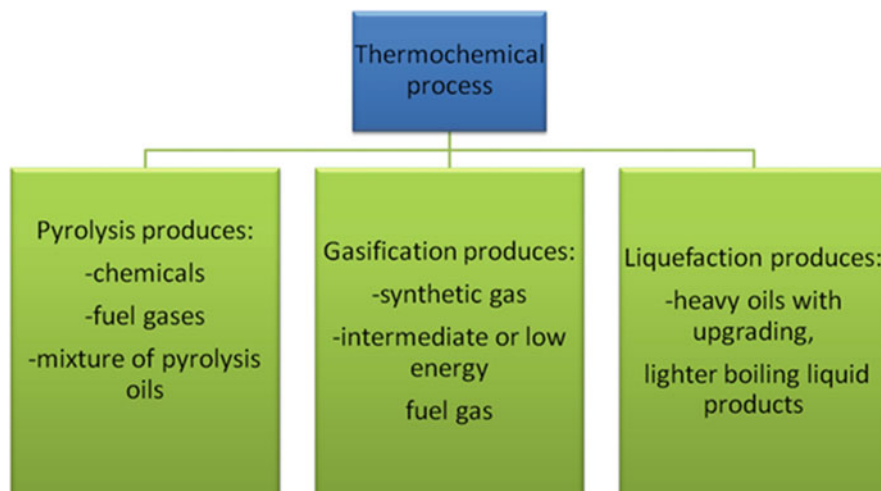 Thermochemical
process
Pyrolysis produces:
-chemicals
-fuel gases
-mixture of pyrolysis
oils
Gasification produces:
-synthetic gas
-intermediate or low
energy
fuel gas
Liquefaction produces:
-heavy oils with
upgrading,
lighter boiling liquid
products